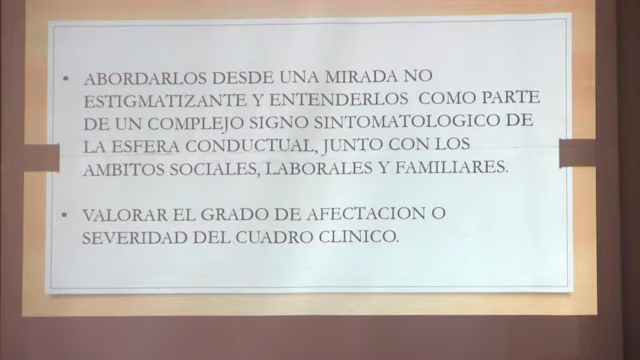 • ABORDARLOS DESDE UNA MIRADA NO
ESTIGMATIZANTE Y ENTENDERLOS COMO PARTE
DE UN COMPLEJO SIGNO SINTOMATOLOGICO DE
LA ESFERA CONDUCTUAL, JUNTO CON LOS
AMBITOS SOCIALES, LABORALES Y FAMILIARES.
• VALORAR EL GRADO DE AFECTACION O
SEVERIDAD DEL CUADRO CLINICO.